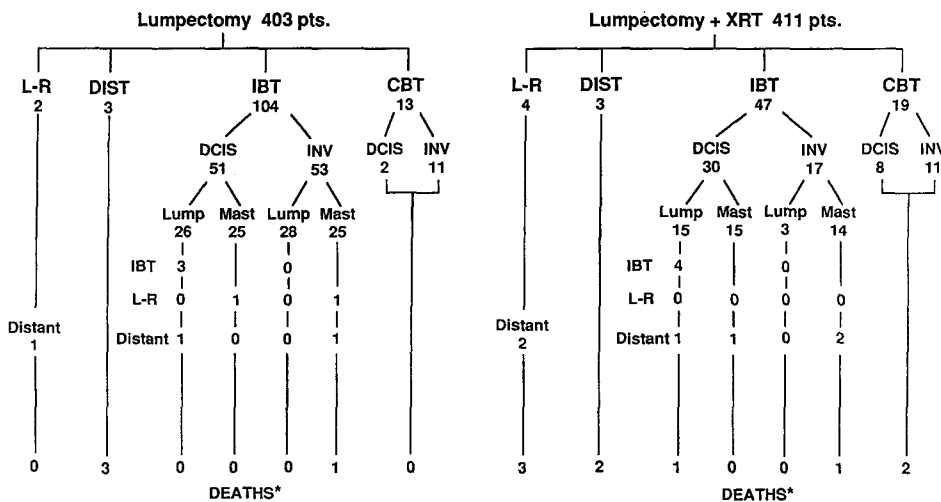 Lumpectomy 403 pts.
L-R DIST IBT CBT
2 3 104 13
DCIS INV DCIS INV
51 53 2 11
Lump Mast Lump Mast
26 25 28 25
IBT 3 0
L-R 0 1 0 1
Distant 1 0 0 1
Distant
1
0 3 0 0 0 1 0
DEATHS*
Lumpectomy + XRT 411 pts.
L-R DIST IBT CBT
4 3 47 19
DCIS INV DCIS INV
30 17 8 11
Lump Mast Lump Mast
15 15 3 14
IBT 4 0
L-R 0 0 0 0
Distant 1 1 0 2
Distant
2
3 2 1 0 0 1 2
DEATHS*